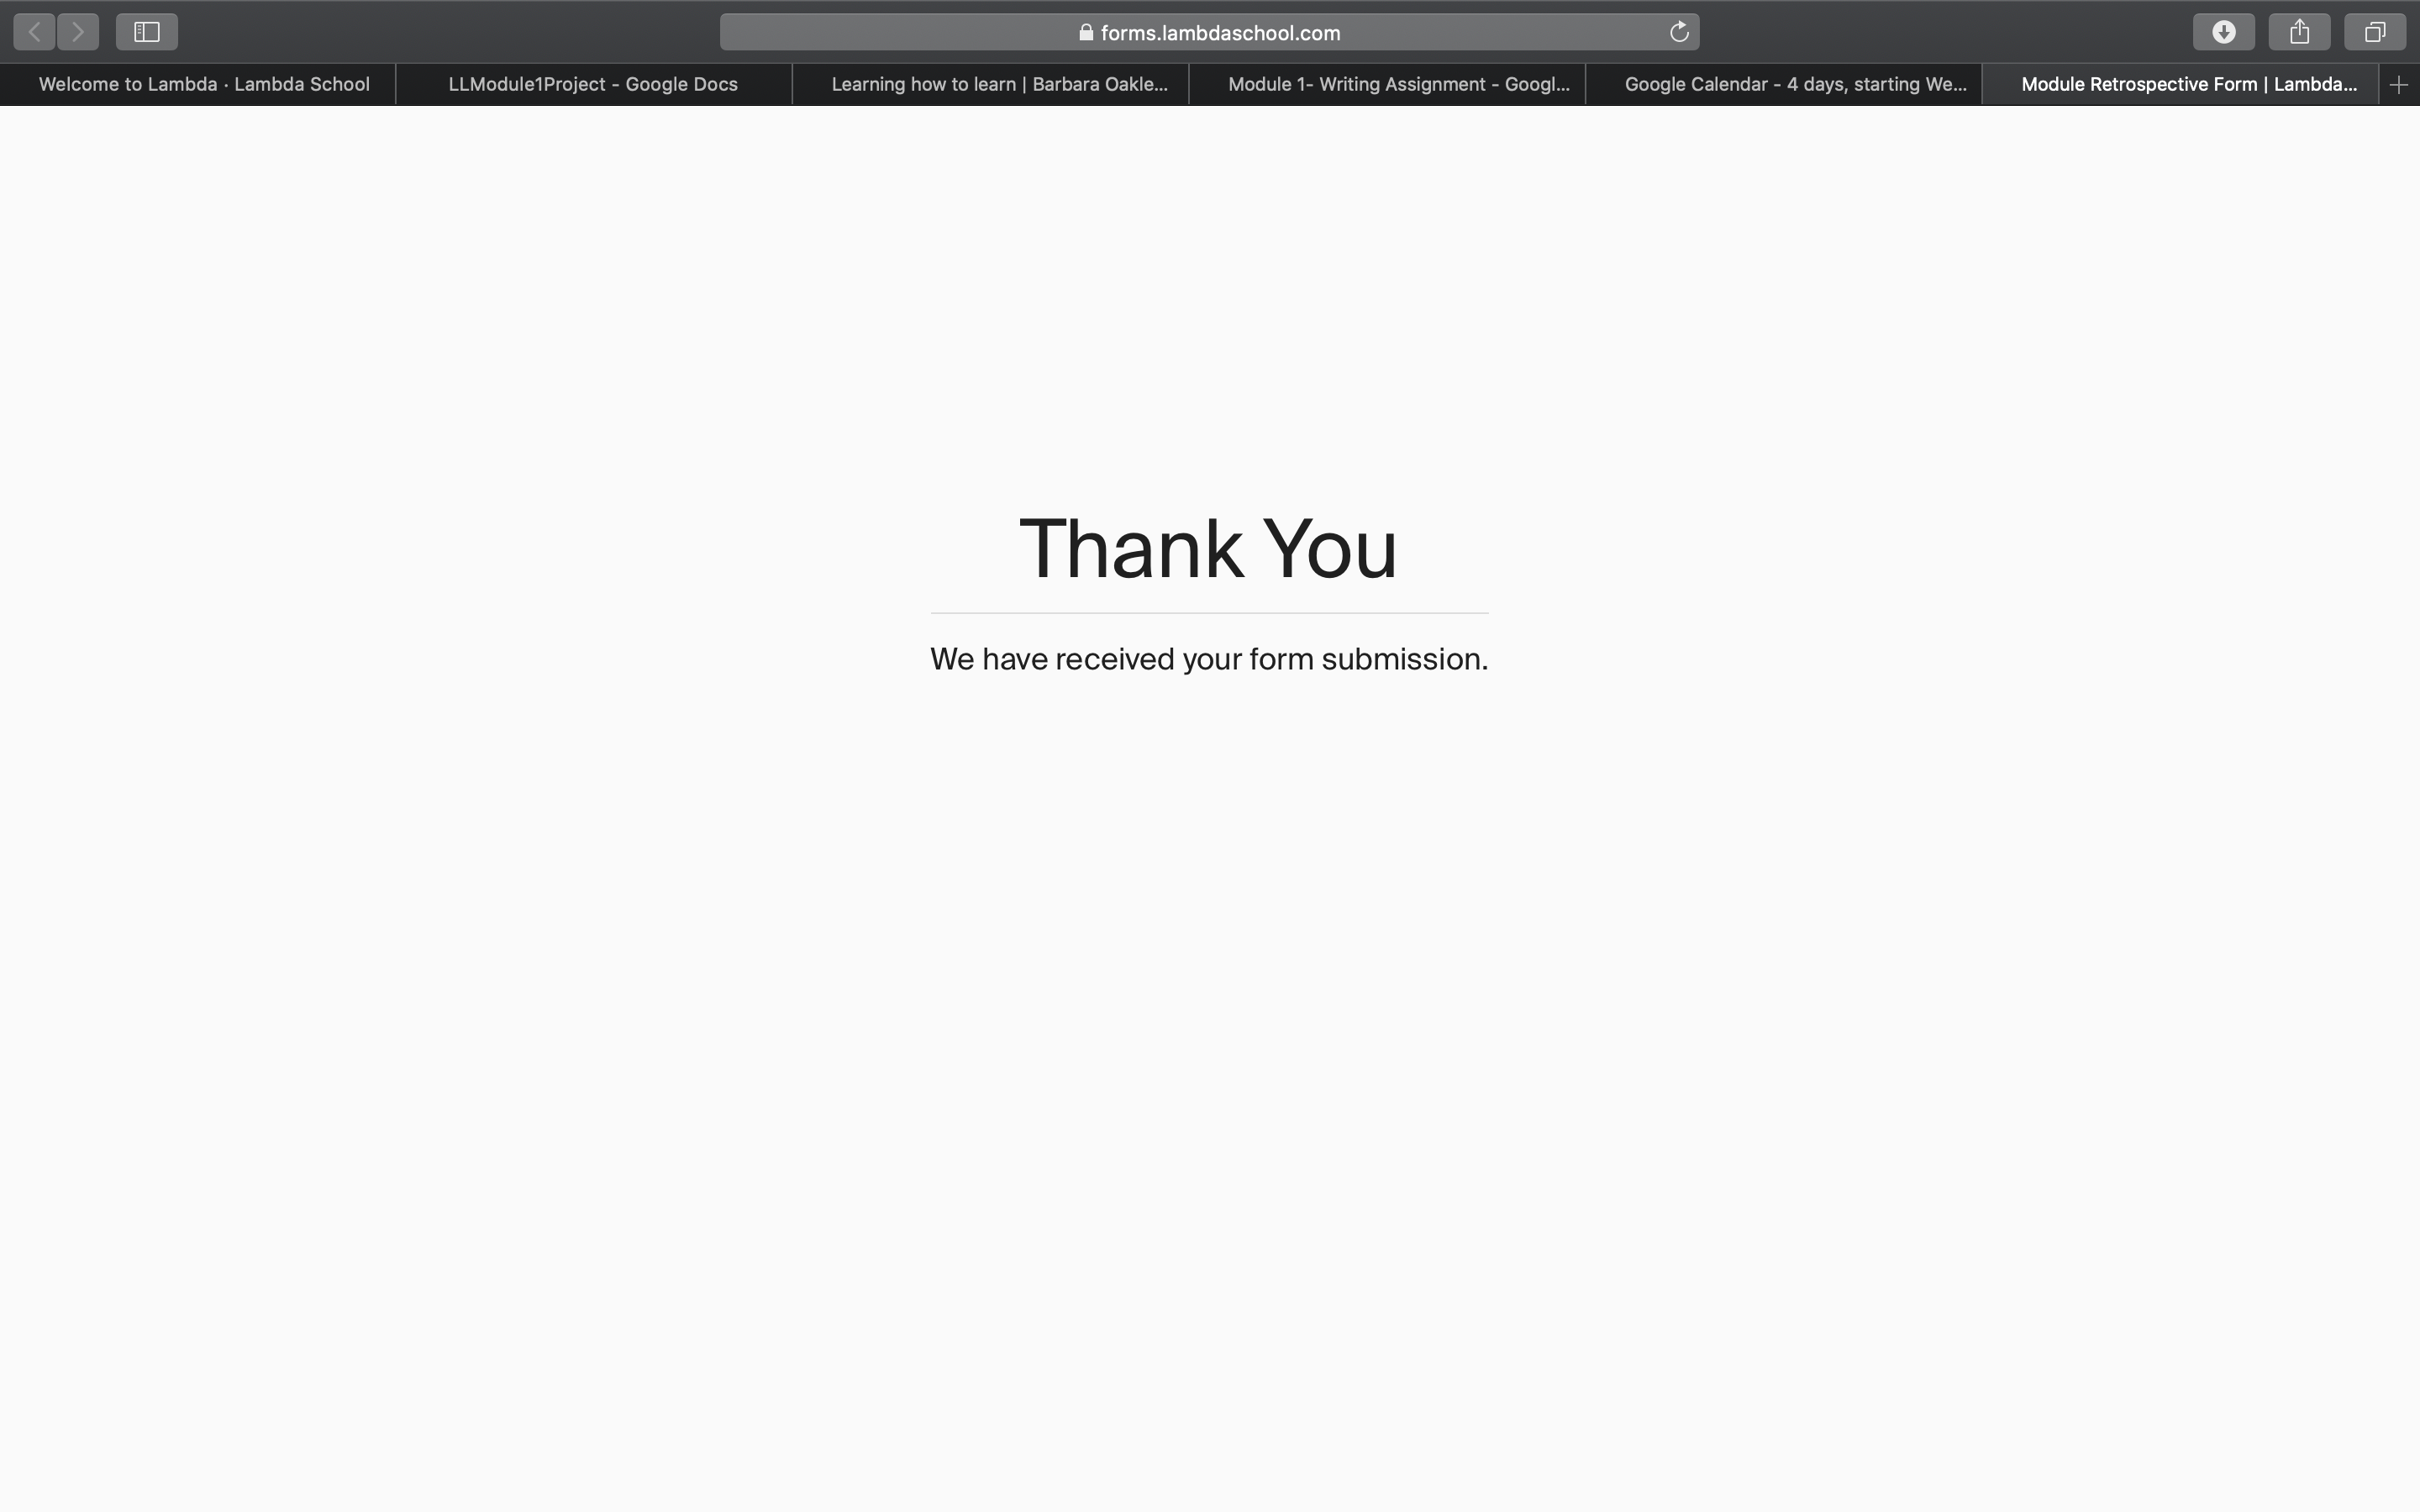 forms.lambdaschool.com
Welcome to Lambda · Lambda School
LLModule1Project - Google Docs
Learning how to learn | Barbara Oakle...
Module 1- Writing Assignment - Googl...
Google Calendar - 4 days, starting We...
Module Retrospective Form | Lambda...
Thank You
We have received your form submission.